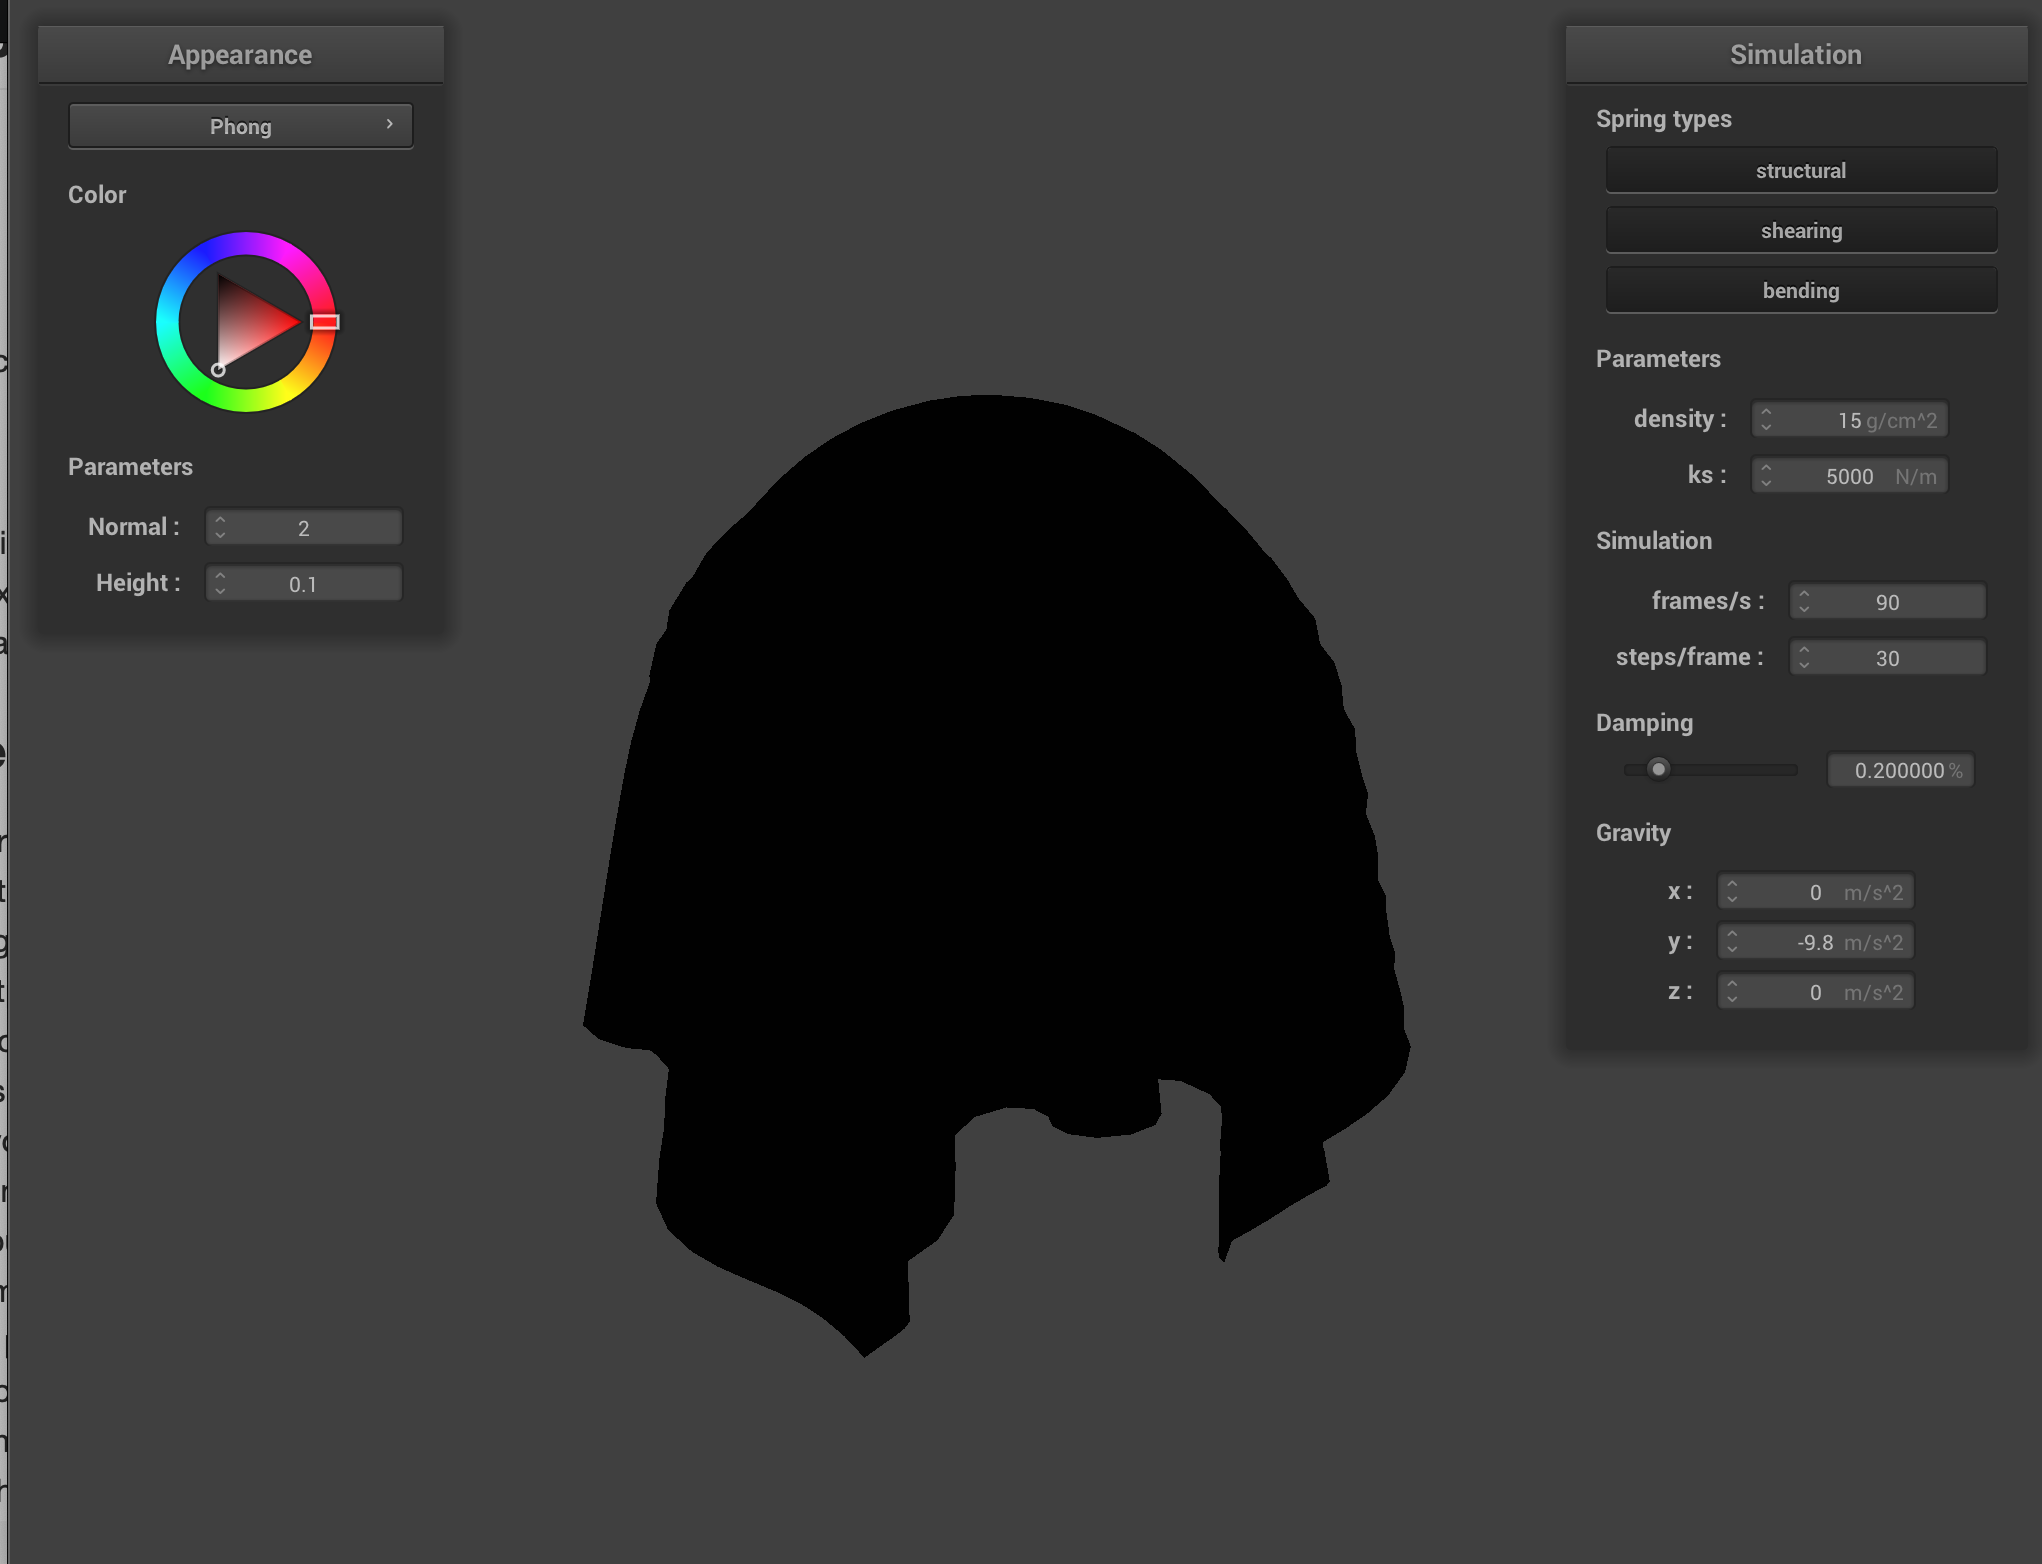 Appearance
Phong
Color
Parameters
Normal : 2
Height : 0.1
Simulation
Spring types
structural
shearing
bending
Parameters
density : 15 g/cm^2
ks : 5000 N/m
Simulation
frames/s : 90
steps/frame : 30
Damping
0.200000 %
Gravity
x : 0 m/s^2
y : -9.8 m/s^2
z : 0 m/s^2